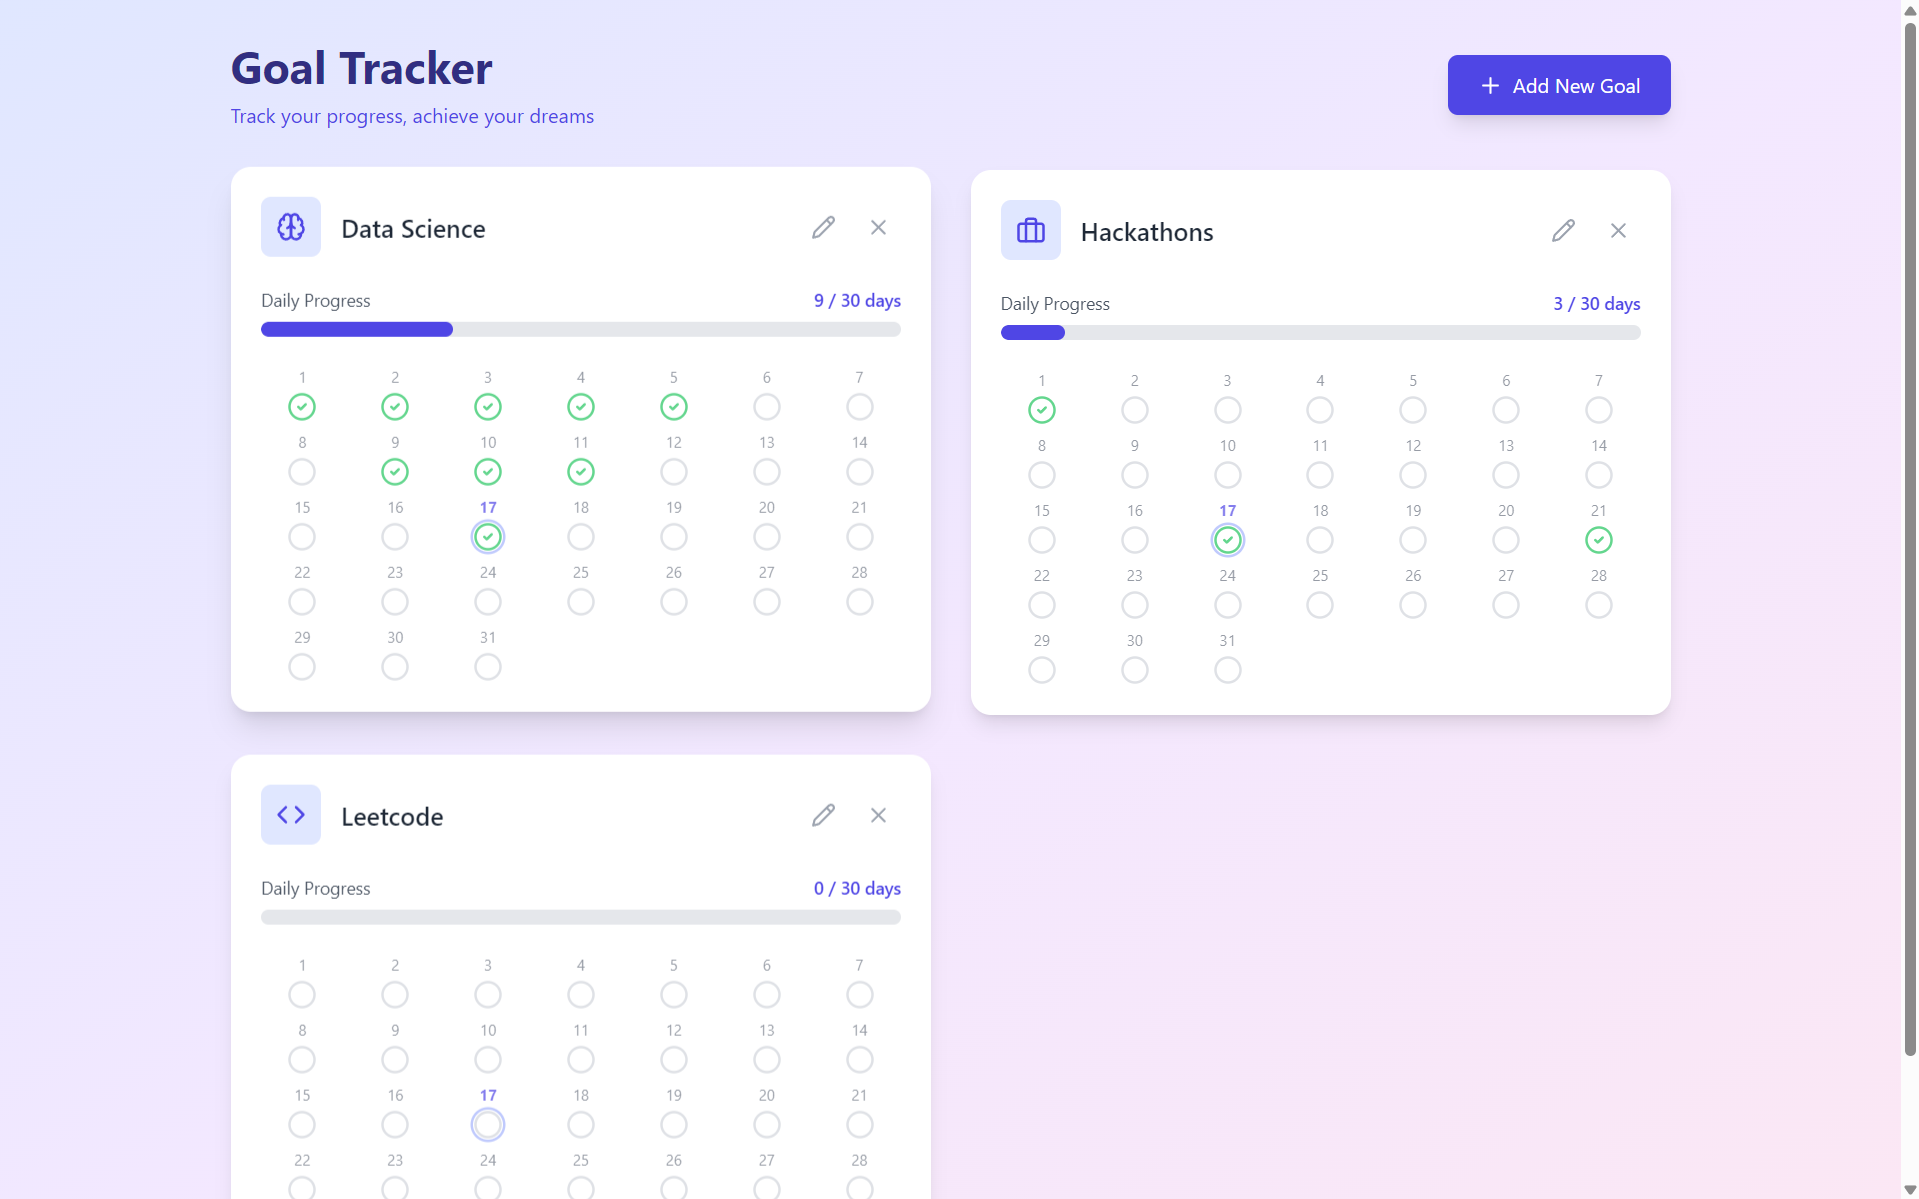 Goal Tracker
Track your progress, achieve your dreams
Add New Goal
Data Science
Daily Progress
9 / 30 days
1 2 3 4 5 6 7
8 9 10 11 12 13 14
15 16 17 18 19 20 21
22 23 24 25 26 27 28
29 30 31
Hackathons
Daily Progress
3 / 30 days
1 2 3 4 5 6 7
8 9 10 11 12 13 14
15 16 17 18 19 20 21
22 23 24 25 26 27 28
29 30 31
Leetcode
Daily Progress
0 / 30 days
1 2 3 4 5 6 7
8 9 10 11 12 13 14
15 16 17 18 19 20 21
22 23 24 25 26 27 28